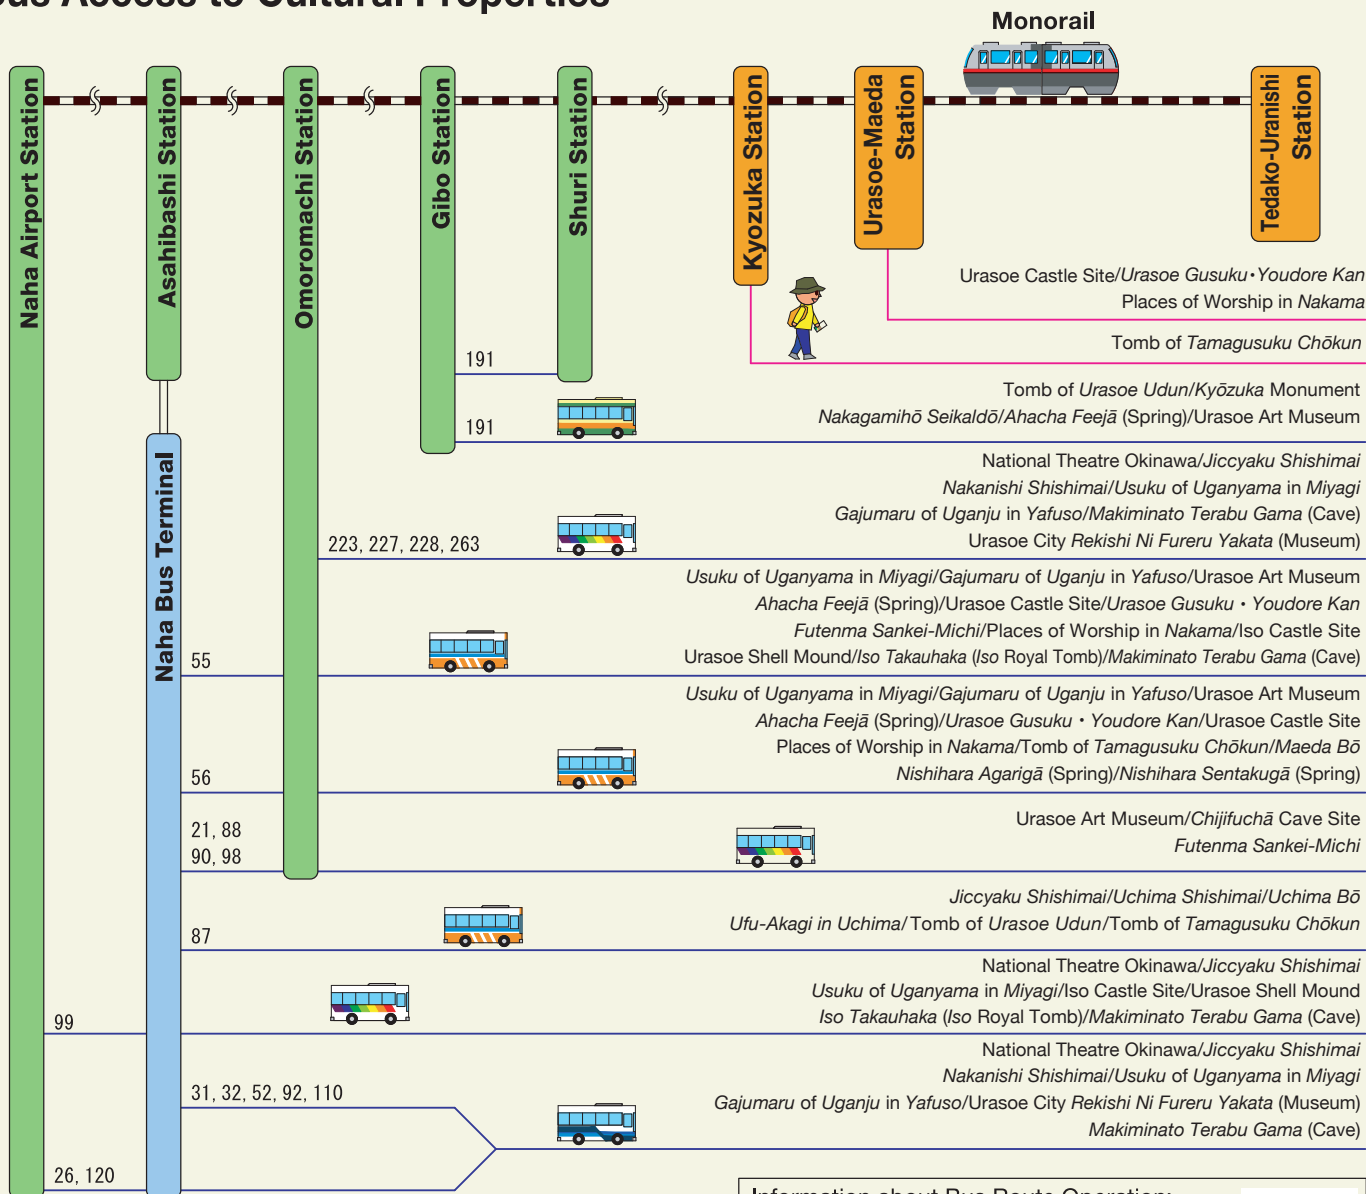 Bus Access to Cultural Properties
Monorail
Naha Airport Station
Asahibashi Station
Omoromachi Station
Gibo Station
Shuri Station
Kyozuka Station
Urasoe-Maeda
Station
Tedako-Uranishi
Station
Naha Bus Terminal
Urasoe Castle Site/Urasoe Gusuku・Youdore Kan
Places of Worship in Nakama
Tomb of Tamagusuku Chōkun
191
Tomb of Urasoe Udun/Kyōzuka Monument
Nakagamihō Seikaldō/Ahacha Feejā (Spring)/Urasoe Art Museum
191
National Theatre Okinawa/Jiccyaku Shishimai
Nakanishi Shishimai/Usuku of Uganyama in Miyagi
Gajumaru of Uganju in Yafuso/Makiminato Terabu Gama (Cave)
Urasoe City Rekishi Ni Fureru Yakata (Museum)
223, 227, 228, 263
Usuku of Uganyama in Miyagi/Gajumaru of Uganju in Yafuso/Urasoe Art Museum
Ahacha Feejā (Spring)/Urasoe Castle Site/Urasoe Gusuku・Youdore Kan
Futenma Sankei-Michi/Places of Worship in Nakama/Iso Castle Site
Urasoe Shell Mound/Iso Takauhaka (Iso Royal Tomb)/Makiminato Terabu Gama (Cave)
55
Usuku of Uganyama in Miyagi/Gajumaru of Uganju in Yafuso/Urasoe Art Museum
Ahacha Feejā (Spring)/Urasoe Gusuku・Youdore Kan/Urasoe Castle Site
Places of Worship in Nakama/Tomb of Tamagusuku Chōkun/Maeda Bō
Nishihara Agarigā (Spring)/Nishihara Sentakugā (Spring)
56
21, 88
90, 98
Urasoe Art Museum/Chijifuchā Cave Site
Futenma Sankei-Michi
Jiccyaku Shishimai/Uchima Shishimai/Uchima Bō
Ufu-Akagi in Uchima/Tomb of Urasoe Udun/Tomb of Tamagusuku Chōkun
87
National Theatre Okinawa/Jiccyaku Shishimai
Usuku of Uganyama in Miyagi/Iso Castle Site/Urasoe Shell Mound
Iso Takauhaka (Iso Royal Tomb)/Makiminato Terabu Gama (Cave)
99
National Theatre Okinawa/Jiccyaku Shishimai
Nakanishi Shishimai/Usuku of Uganyama in Miyagi
Gajumaru of Uganju in Yafuso/Urasoe City Rekishi Ni Fureru Yakata (Museum)
Makiminato Terabu Gama (Cave)
31, 32, 52, 92, 110
26, 120
Information about Bus Route Operation: